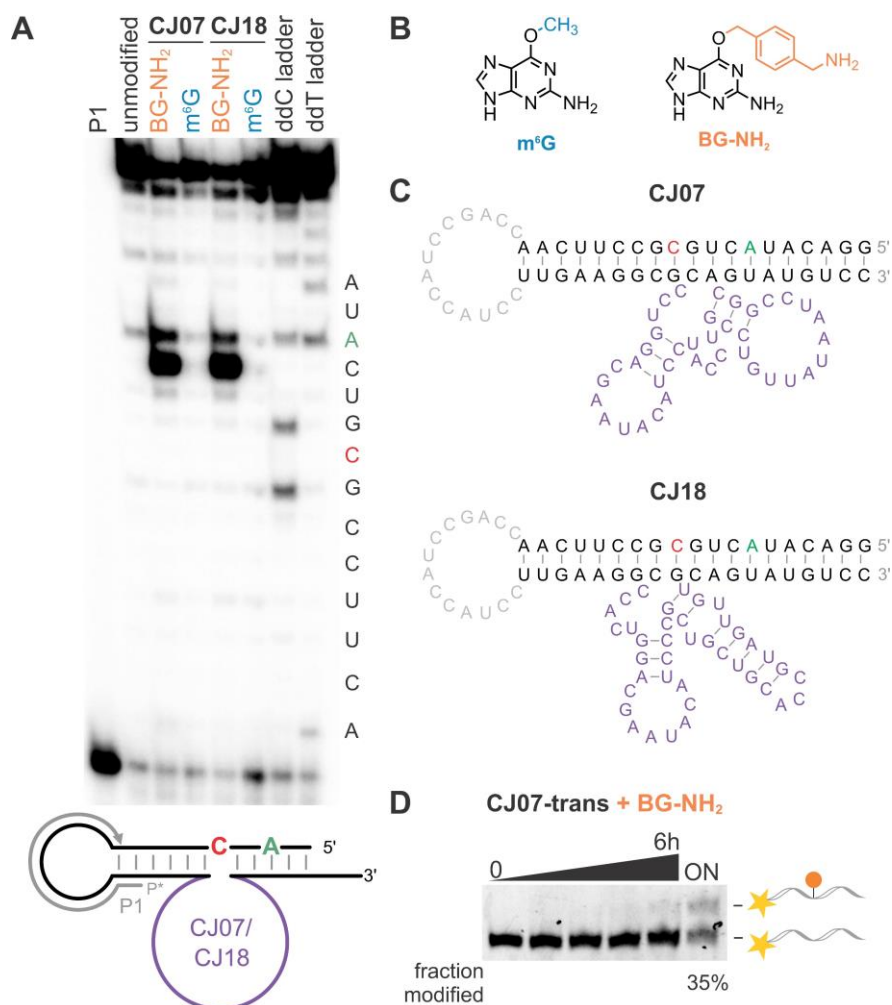 A
CJ07 CJ18
P1
unmodified
BG-NH₂
m⁶G
BG-NH₂
m⁶G
ddC ladder
ddT ladder
A
U
A
C
U
G
C
G
C
C
U
U
C
A
C A 5'
3'
P*
P1
CJ07/
CJ18
B
O CH₃
N N
N H N NH₂
m⁶G
O
NH₂
N N
N H N NH₂
BG-NH₂
C
CJ07
A A C U U C C G C G U C A U A C A G G 5'
U U G A A G G C G C A G U A U G U C C 3'
CJ18
A A C U U C C G C G U C A U A C A G G 5'
U U G A A G G C G C A G U A U G U C C 3'
D
CJ07-trans + BG-NH₂
0 6h ON
fraction
modified
35%